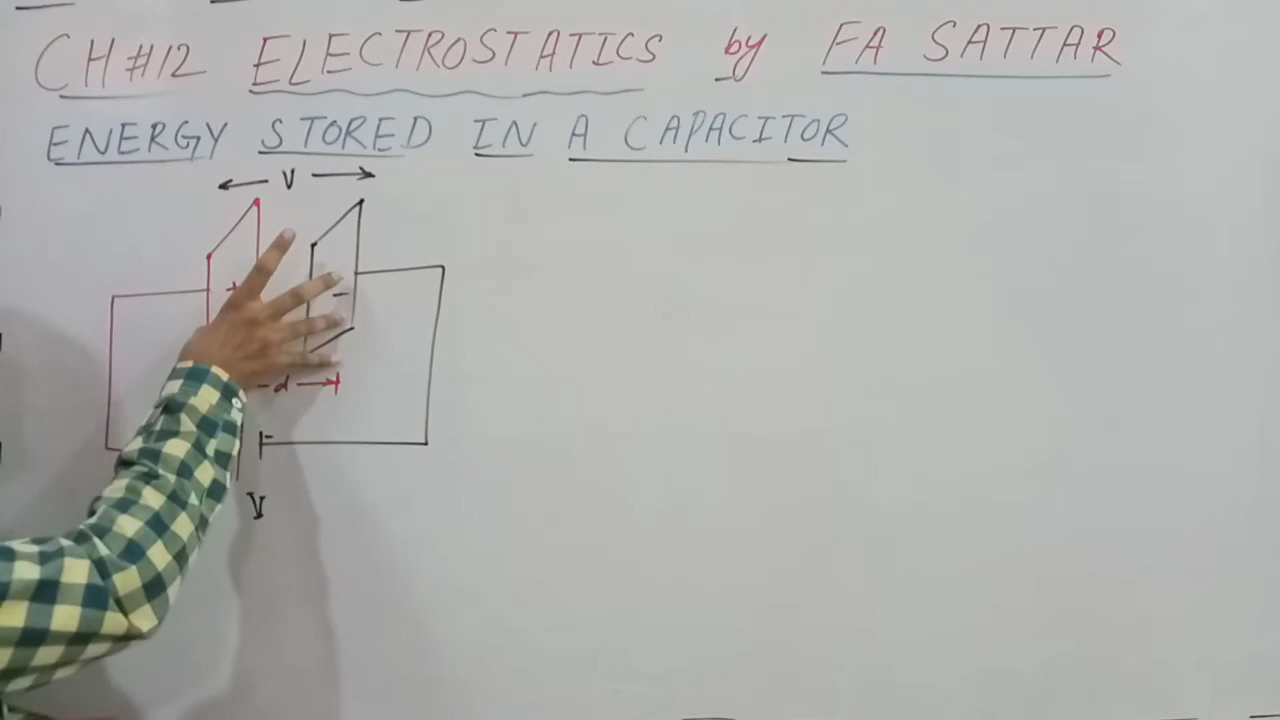 CH#12 ELECTROSTATICS by FA SATTAR
ENERGY STORED IN A CAPACITOR
V
+ -
d
-
V